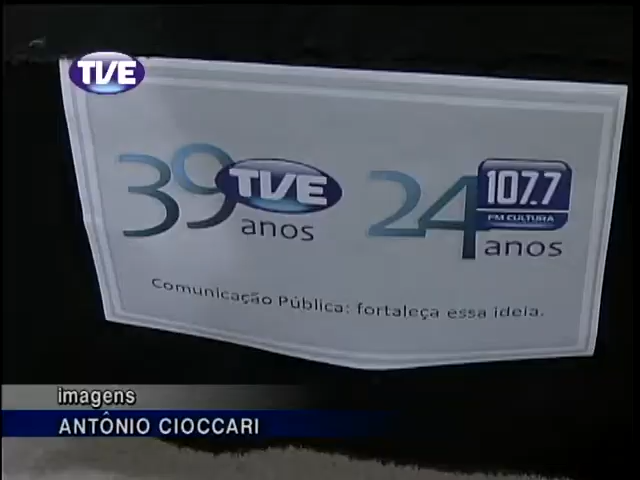 TVE
39 TVE anos
24 107.7 FM CULTURA anos
Comunicação Pública: fortaleça essa ideia.
imagens
ANTÔNIO CIOCCARI